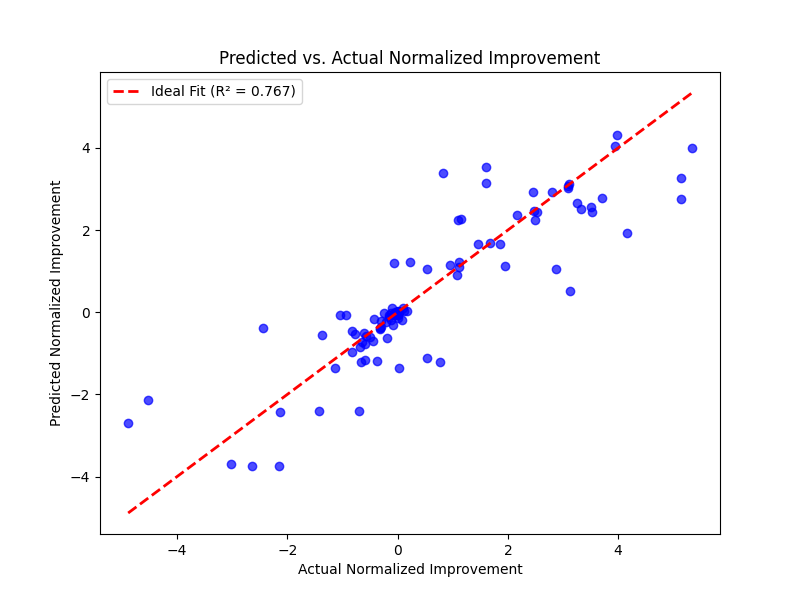 Predicted vs. Actual Normalized Improvement
Ideal Fit (R² = 0.767)
Predicted Normalized Improvement
4
2
0
−2
−4
−4 −2 0 2 4
Actual Normalized Improvement